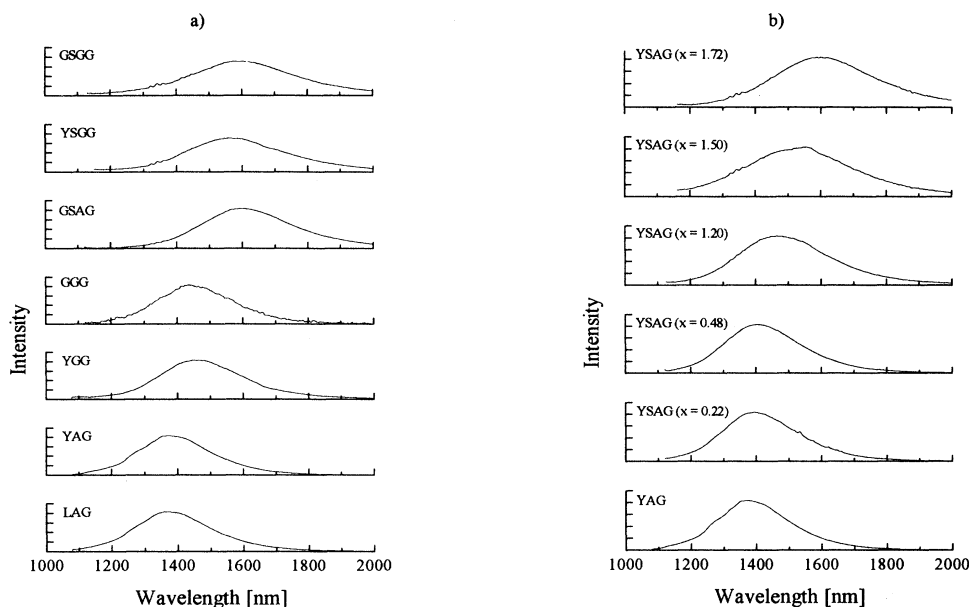 a)
GSGG
YSGG
GSAG
GGG
YGG
YAG
LAG
Intensity
1000 1200 1400 1600 1800 2000
Wavelength [nm]
b)
YSAG (x = 1.72)
YSAG (x = 1.50)
YSAG (x = 1.20)
YSAG (x = 0.48)
YSAG (x = 0.22)
YAG
Intensity
1000 1200 1400 1600 1800 2000
Wavelength [nm]